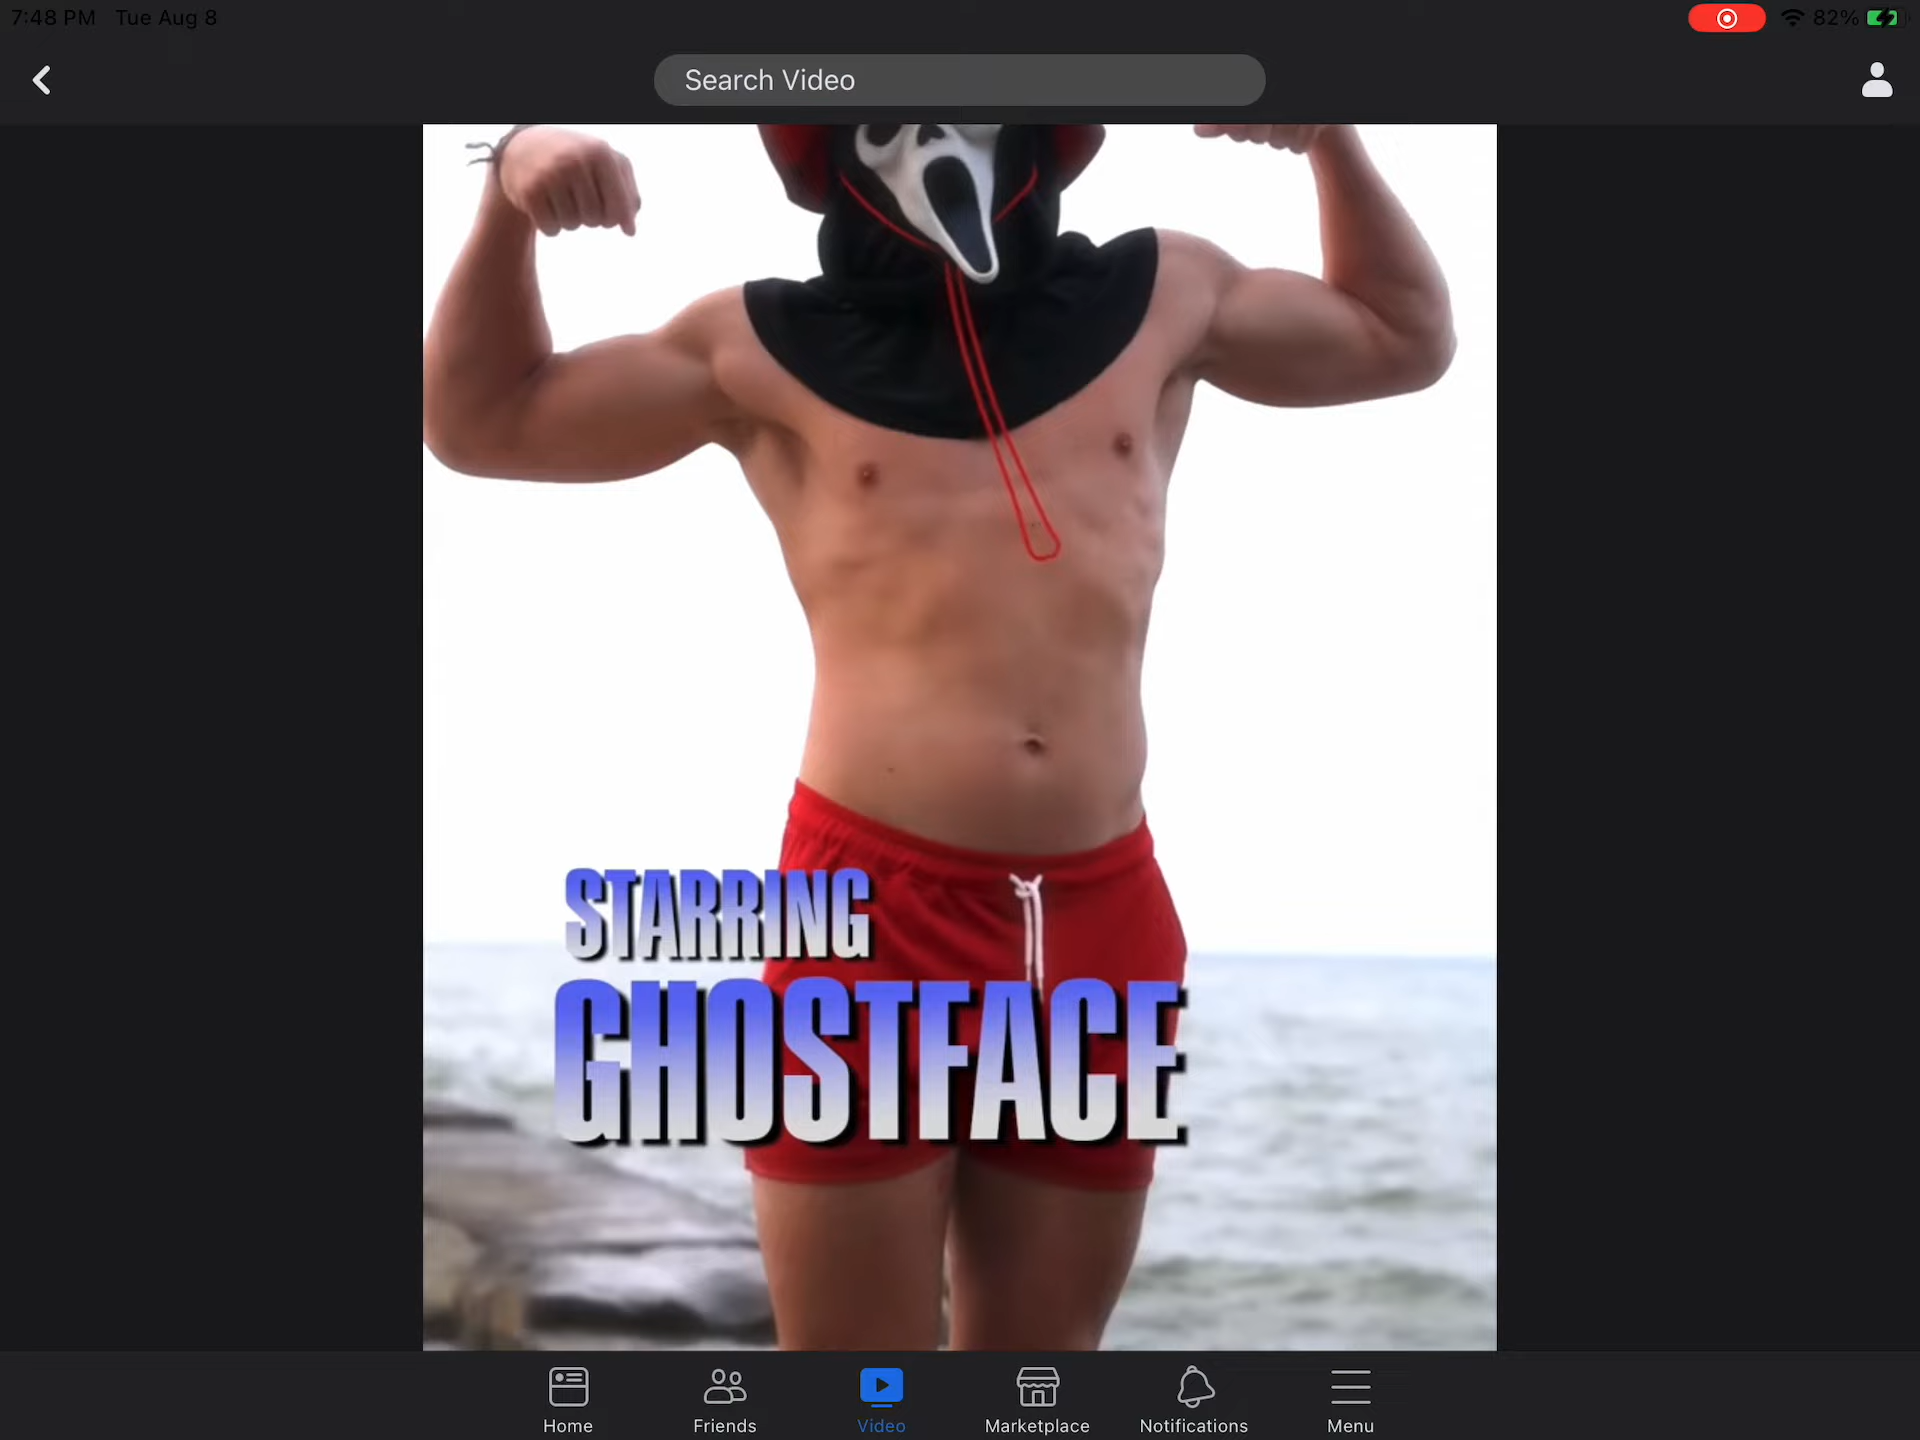 7:48 PM Tue Aug 8
82%
Search Video
STARRING
GHOSTFACE
Home
Friends
Video
Marketplace
Notifications
Menu